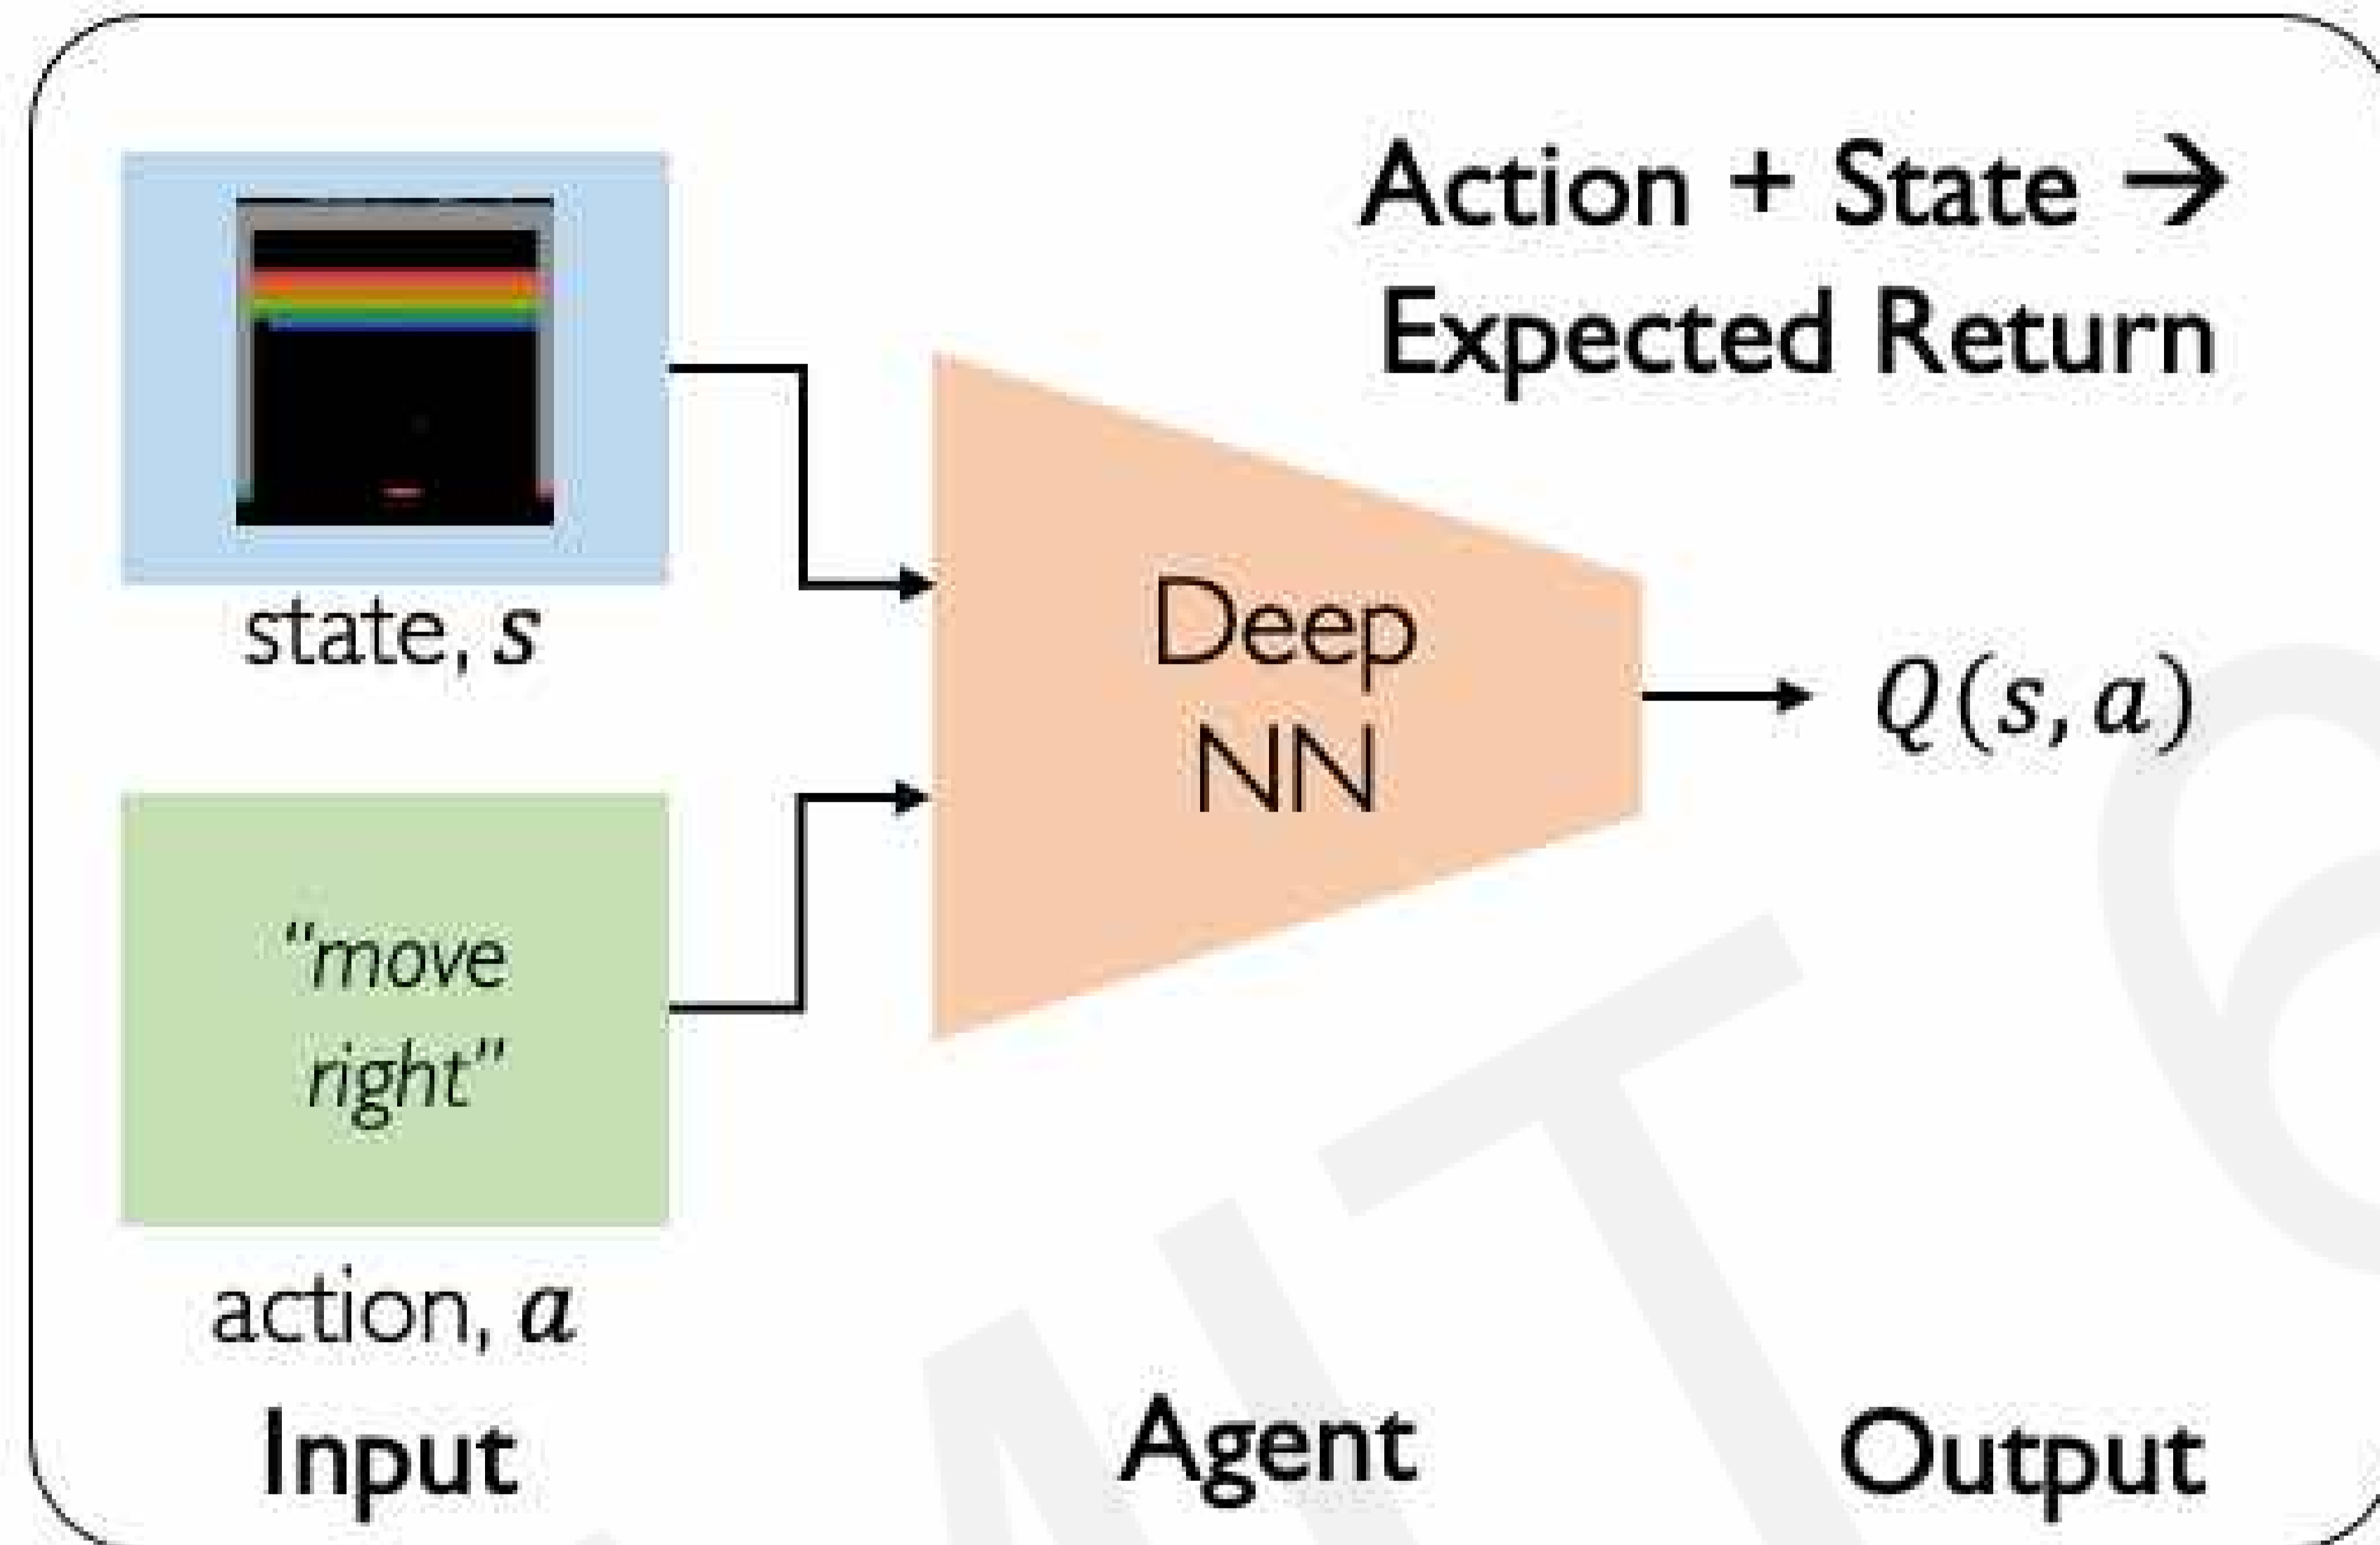 Action + State →
Expected Return
state, s
Deep
NN
Q(s, a)
"move
right"
action, a
Input
Agent
Output